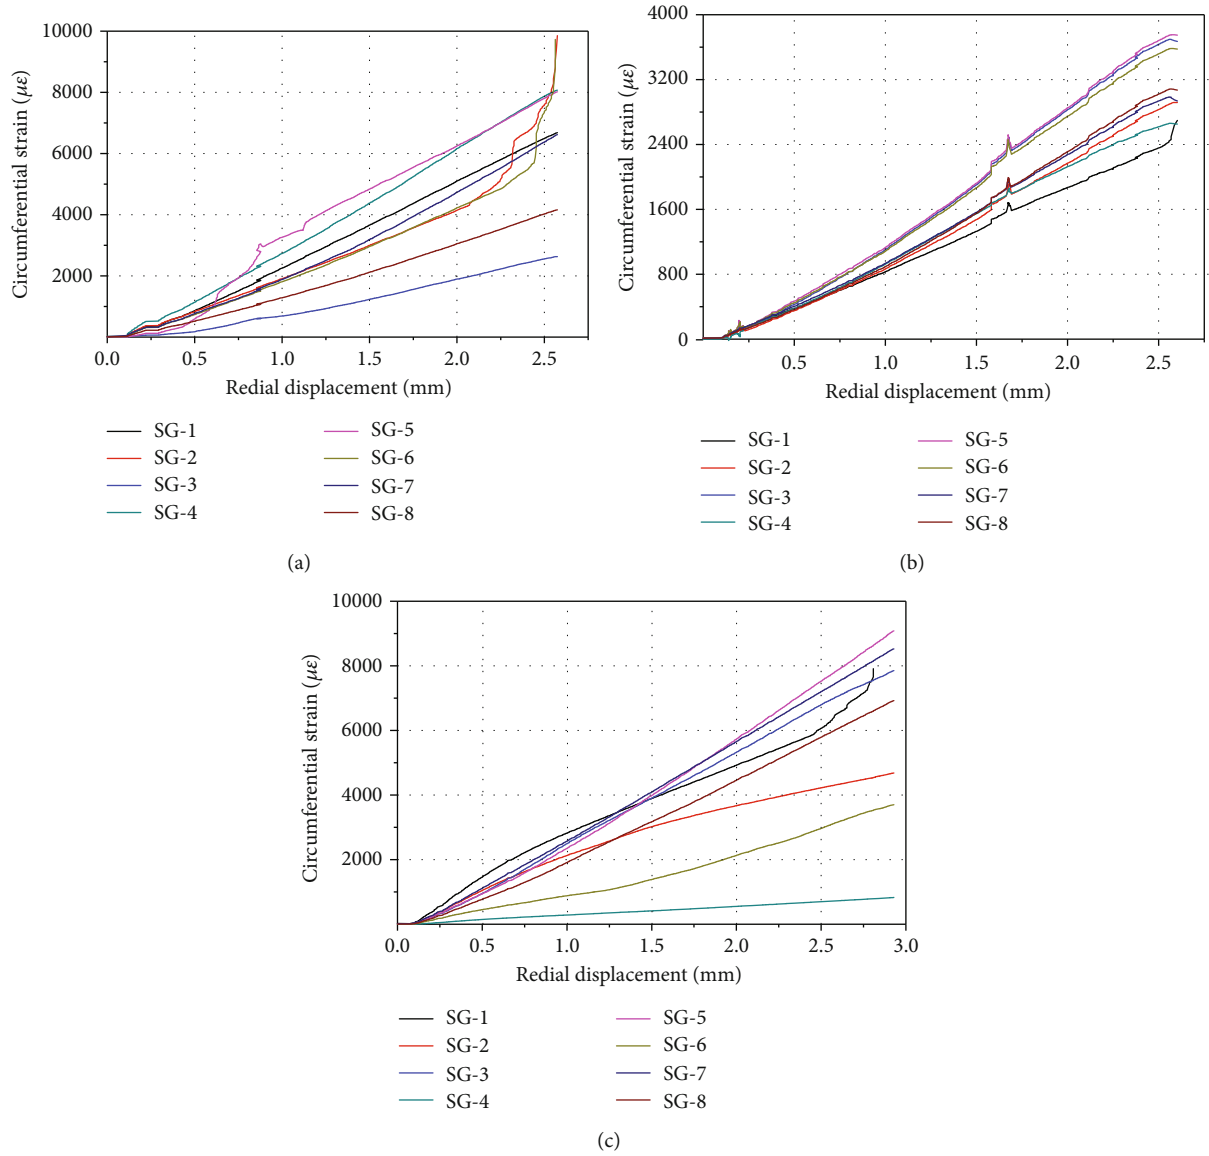 10000
8000
6000
4000
2000
Circumferential strain (με)
0.0 0.5 1.0 1.5 2.0 2.5
Redial displacement (mm)
SG-1
SG-2
SG-3
SG-4
SG-5
SG-6
SG-7
SG-8
(a)
4000
3200
2400
1600
800
0
Circumferential strain (με)
0.5 1.0 1.5 2.0 2.5
Redial displacement (mm)
SG-1
SG-2
SG-3
SG-4
SG-5
SG-6
SG-7
SG-8
(b)
10000
8000
6000
4000
2000
Circumferential strain (με)
0.0 0.5 1.0 1.5 2.0 2.5 3.0
Redial displacement (mm)
SG-1
SG-2
SG-3
SG-4
SG-5
SG-6
SG-7
SG-8
(c)